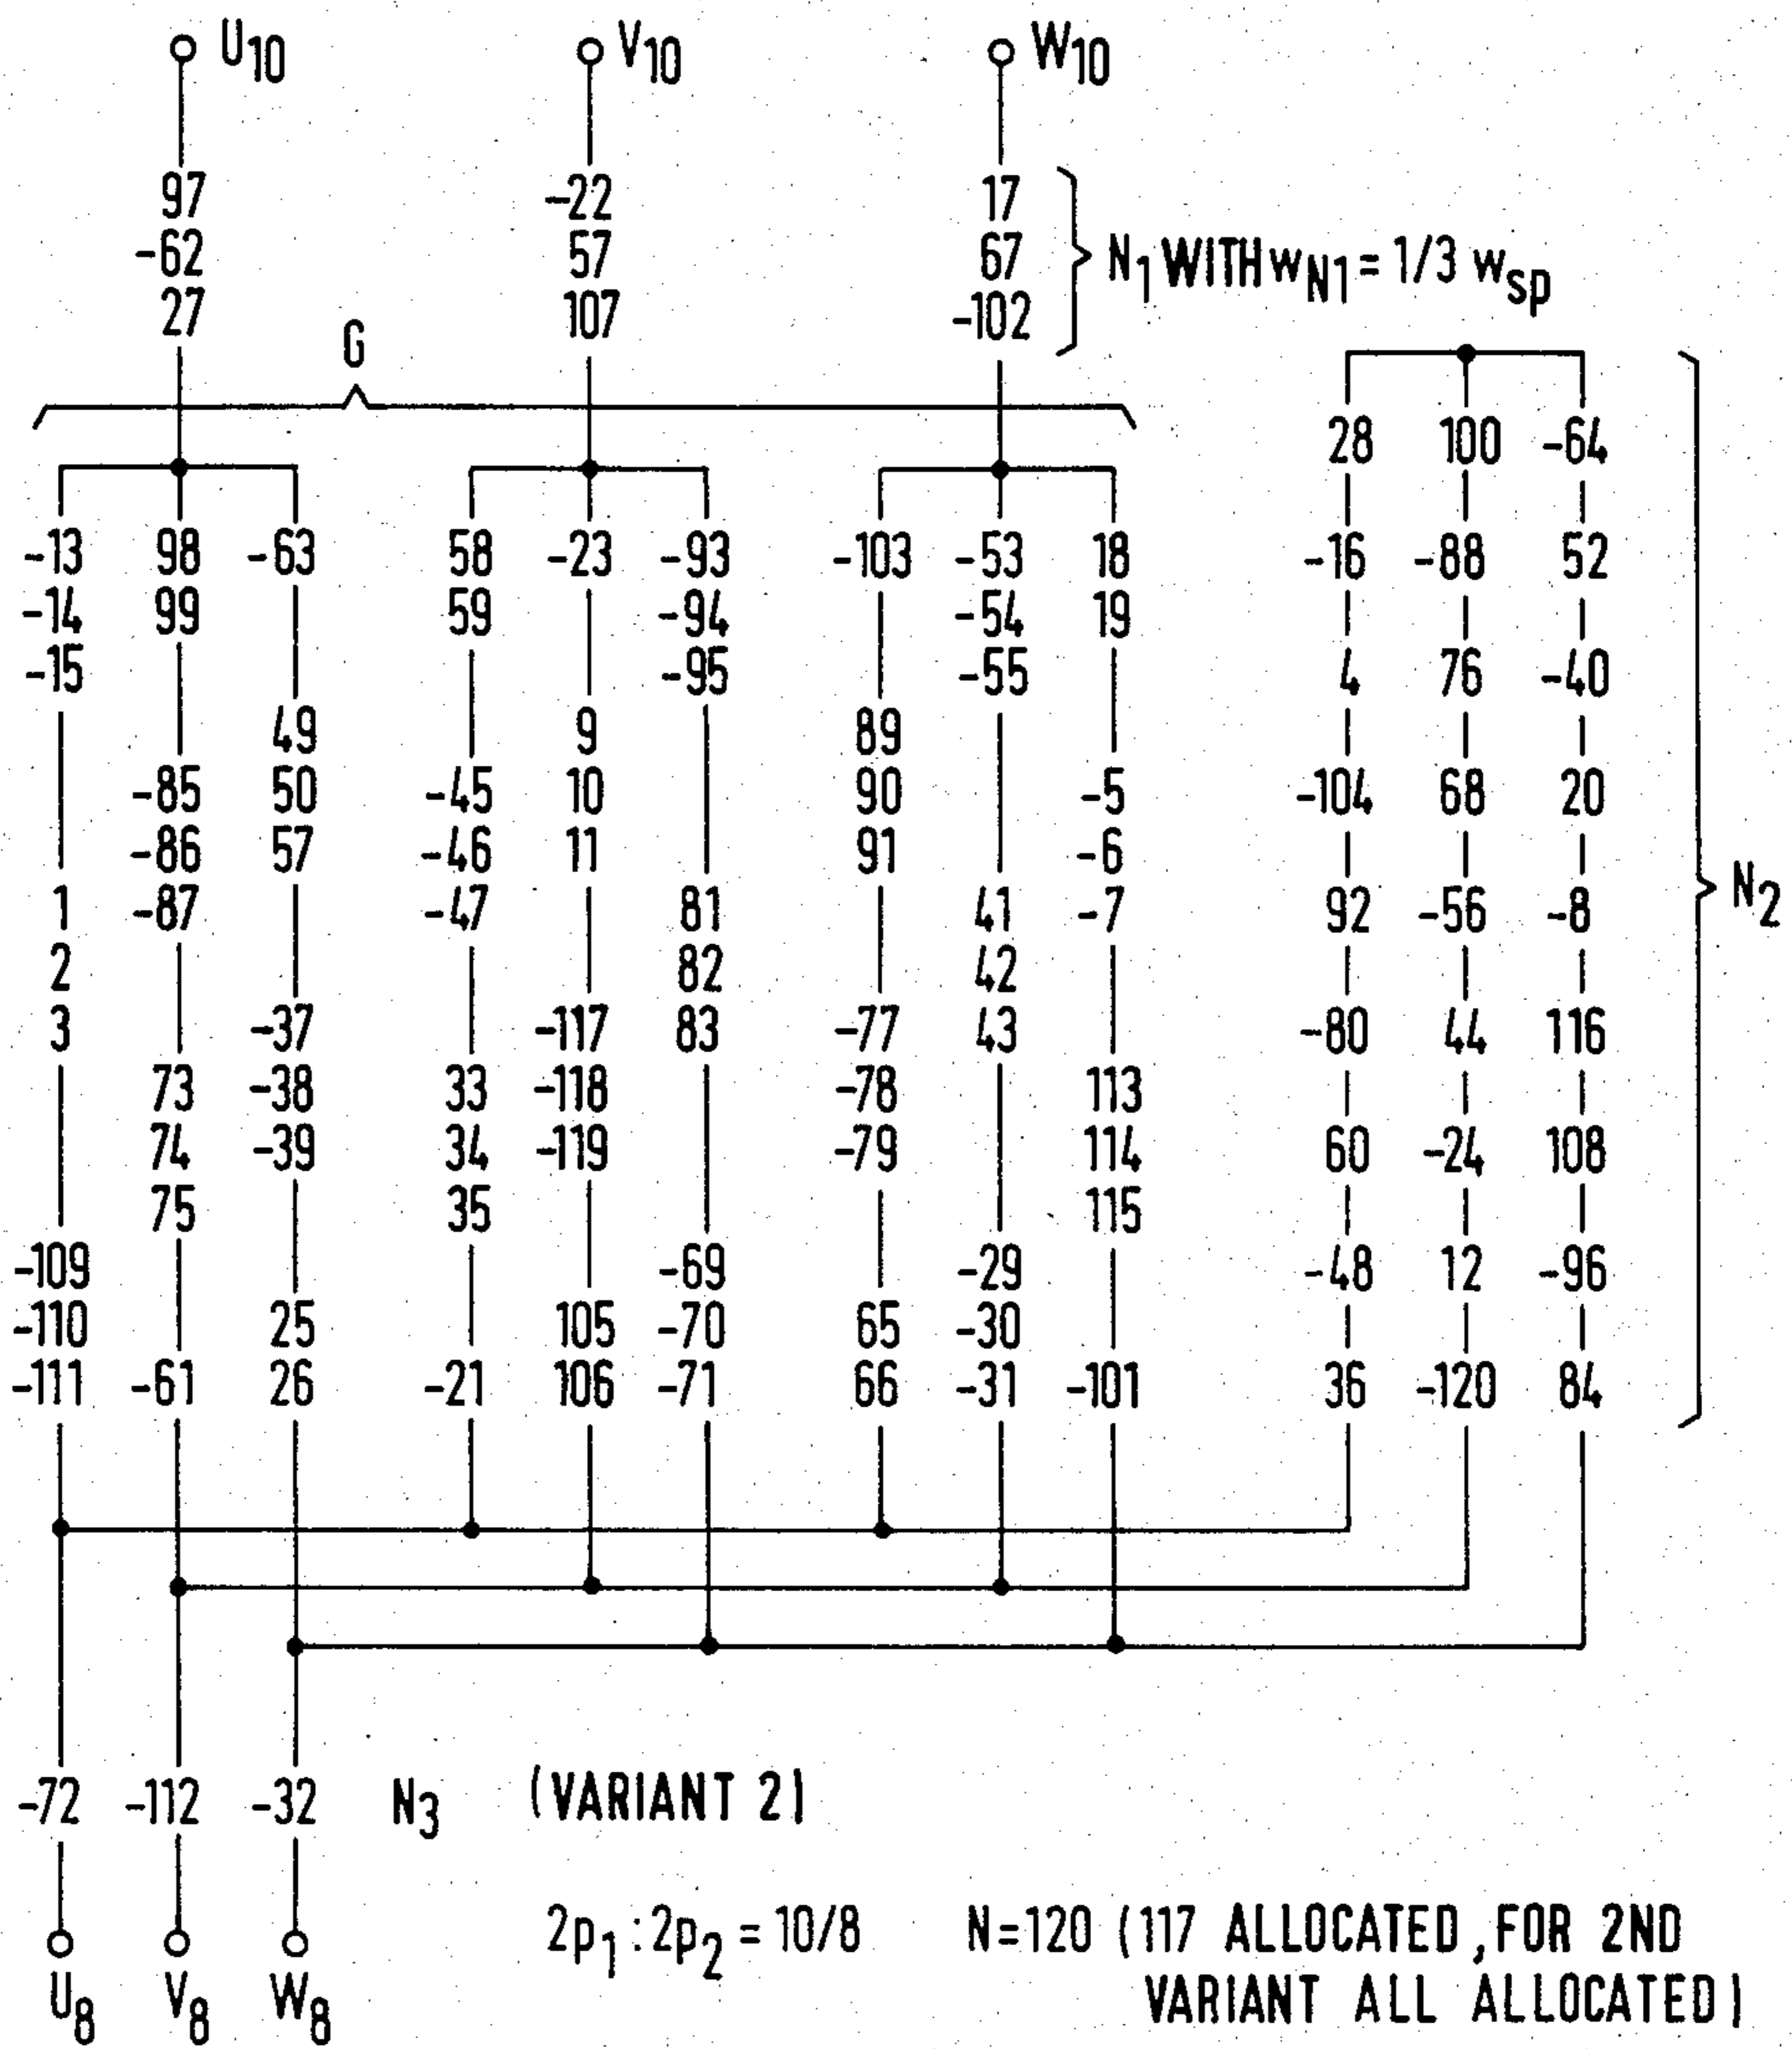 U10 V10 W10
97 -22 17
-62 57 67
27 107 -102
N1 WITH wN1 = 1/3 wsp
G
28 100 -64
-13 98 -63 58 -23 -93 -103 -53 18 -16 -88 52
-14 99 59 -94 -54 19
-15 -95 -55 4 76 -40
49 9 89
-85 50 -45 10 90 -5 -104 68 20
-86 57 -46 11 91 -6
1 -87 -47 81 41 -7 92 -56 -8
N2
2 82 42
3 -37 -117 83 -77 43 -80 44 116
73 -38 33 -118 -78 113
74 -39 34 -119 -79 114 60 -24 108
75 35 115
-109 -69 -29 -48 12 -96
-110 25 105 -70 65 -30
-111 -61 26 -21 106 -71 66 -31 -101 36 -120 84
-72 -112 -32 N3 (VARIANT 2)
2p1 : 2p2 = 10/8 N=120 (117 ALLOCATED, FOR 2ND
VARIANT ALL ALLOCATED)
U8 V8 W8